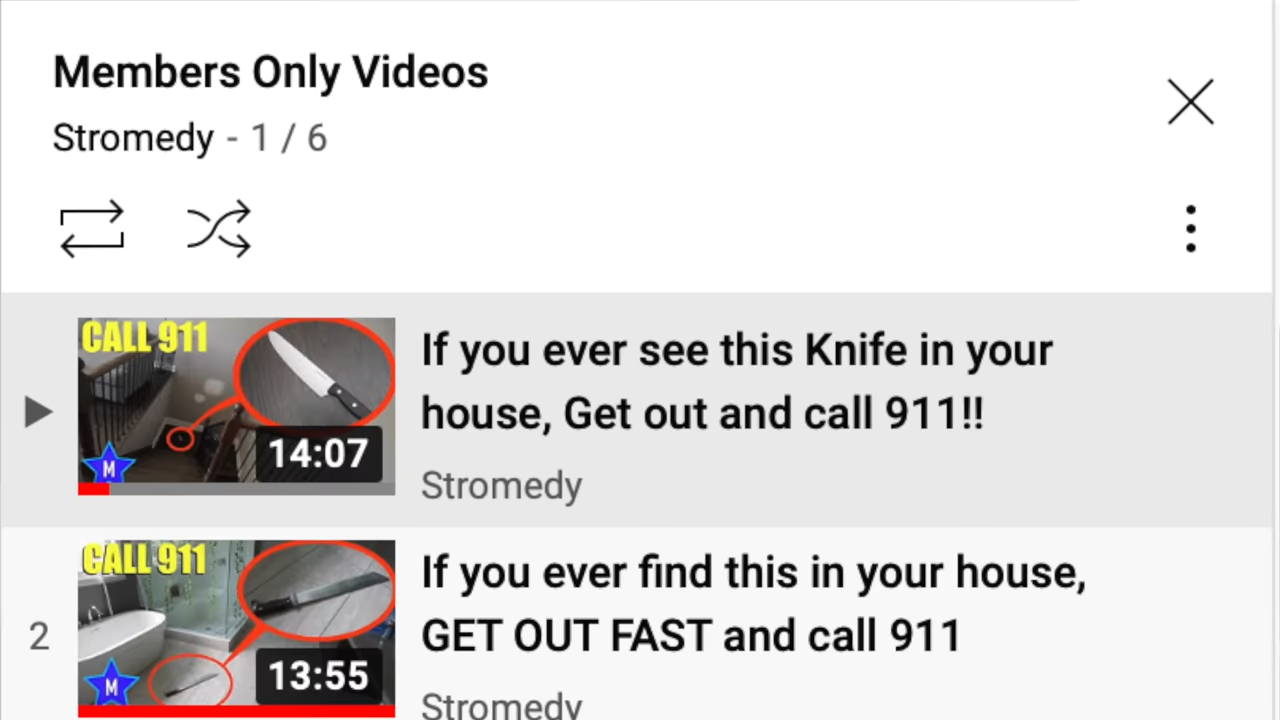 Members Only Videos
Stromedy - 1 / 6
CALL 911
14:07
M
If you ever see this Knife in your
house, Get out and call 911!!
Stromedy
2
CALL 911
13:55
M
If you ever find this in your house,
GET OUT FAST and call 911
Stromedy